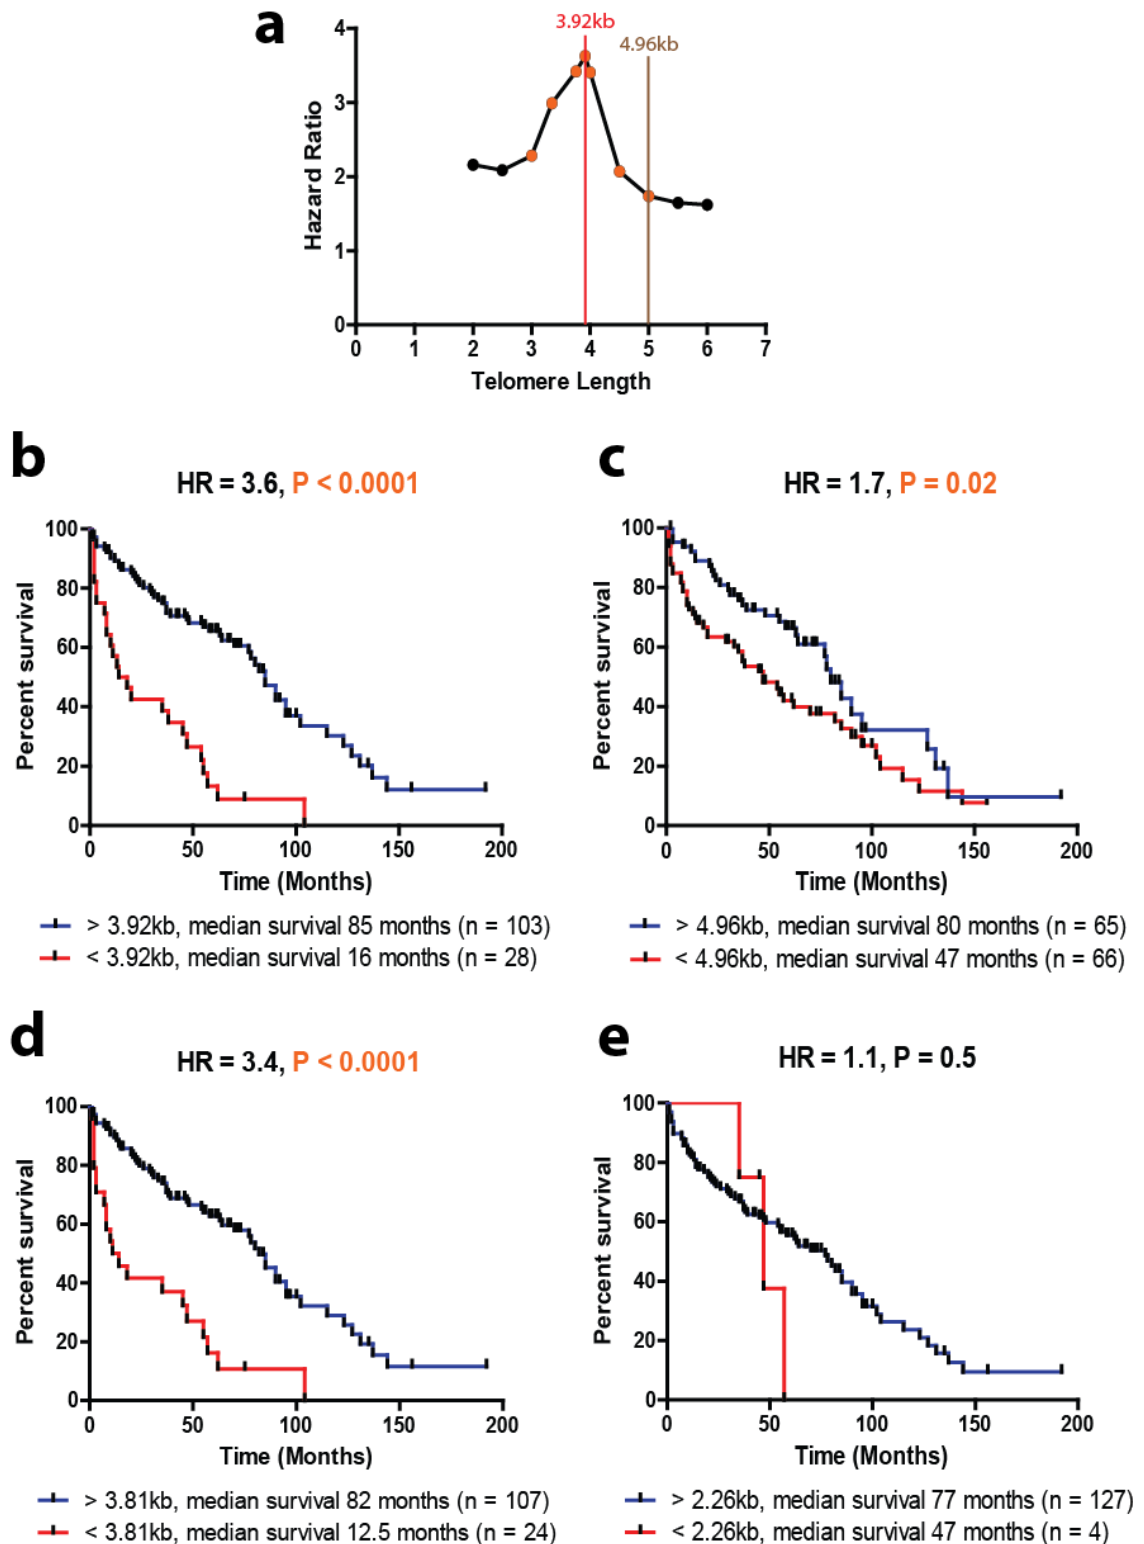 a
3.92kb
4.96kb
4
3
2
1
0
Hazard Ratio
0 1 2 3 4 5 6 7
Telomere Length
b
HR = 3.6, P < 0.0001
100
80
60
40
20
0
Percent survival
0 50 100 150 200
Time (Months)
> 3.92kb, median survival 85 months (n = 103)
< 3.92kb, median survival 16 months (n = 28)
c
HR = 1.7, P = 0.02
100
80
60
40
20
0
Percent survival
0 50 100 150 200
Time (Months)
> 4.96kb, median survival 80 months (n = 65)
< 4.96kb, median survival 47 months (n = 66)
d
HR = 3.4, P < 0.0001
100
80
60
40
20
0
Percent survival
0 50 100 150 200
Time (Months)
> 3.81kb, median survival 82 months (n = 107)
< 3.81kb, median survival 12.5 months (n = 24)
e
HR = 1.1, P = 0.5
100
80
60
40
20
0
Percent survival
0 50 100 150 200
Time (Months)
> 2.26kb, median survival 77 months (n = 127)
< 2.26kb, median survival 47 months (n = 4)